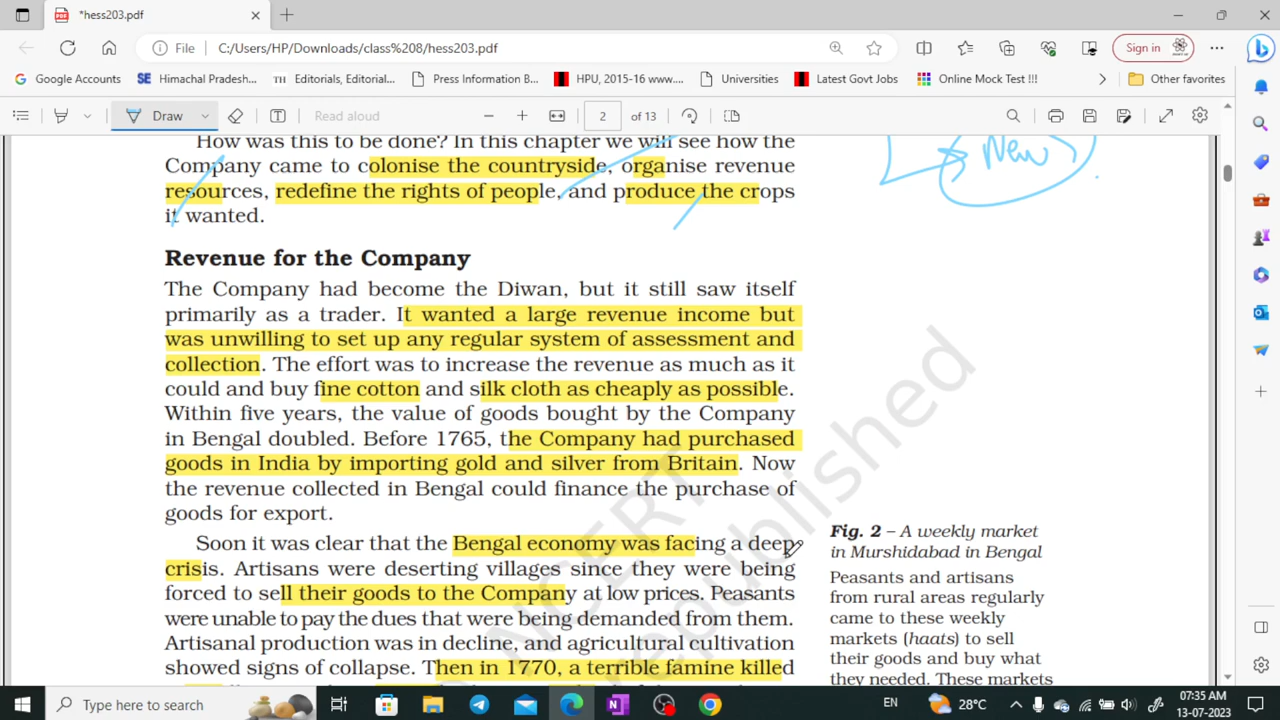 *hess203.pdf
File C:/Users/HP/Downloads/class%208/hess203.pdf
Sign in
Google Accounts SE Himachal Pradesh... TH Editorials, Editorial... Press Information B... HPU, 2015-16 www.... Universities Latest Govt Jobs Online Mock Test !!! Other favorites
Draw Read aloud 2 of 13
How was this to be done? In this chapter we will see how the
Company came to colonise the countryside, organise revenue
resources, redefine the rights of people, and produce the crops
it wanted.
New
Revenue for the Company
The Company had become the Diwan, but it still saw itself
primarily as a trader. It wanted a large revenue income but
was unwilling to set up any regular system of assessment and
collection. The effort was to increase the revenue as much as it
could and buy fine cotton and silk cloth as cheaply as possible.
Within five years, the value of goods bought by the Company
in Bengal doubled. Before 1765, the Company had purchased
goods in India by importing gold and silver from Britain. Now
the revenue collected in Bengal could finance the purchase of
goods for export.
Soon it was clear that the Bengal economy was facing a deep
crisis. Artisans were deserting villages since they were being
forced to sell their goods to the Company at low prices. Peasants
were unable to pay the dues that were being demanded from them.
Artisanal production was in decline, and agricultural cultivation
showed signs of collapse. Then in 1770, a terrible famine killed
Fig. 2 – A weekly market
in Murshidabad in Bengal
Peasants and artisans
from rural areas regularly
came to these weekly
markets (haats) to sell
their goods and buy what
they needed. These markets
NCERT
republished
Type here to search
28°C
EN
07:35 AM
13-07-2023